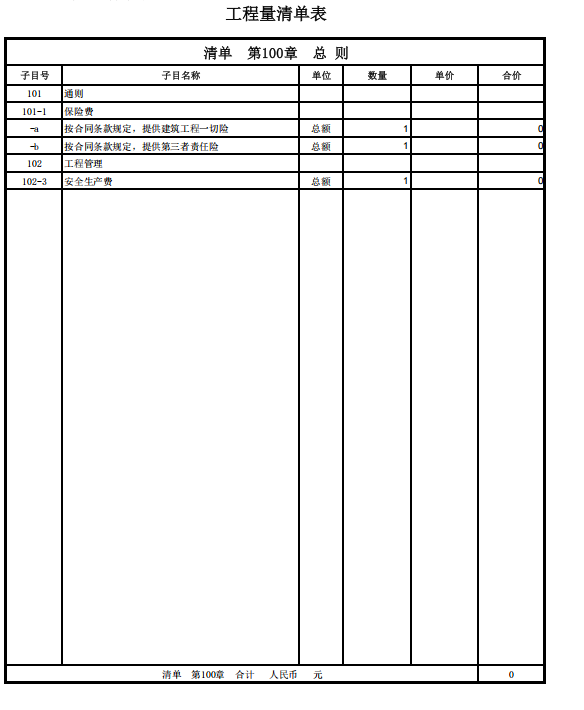 工程量清单表
清单 第100章 总 则
子目号 子目名称 单位 数量 单价 合价
101 通则
101-1 保险费
-a 按合同条款规定，提供建筑工程一切险 总额 1 0
-b 按合同条款规定，提供第三者责任险 总额 1 0
102 工程管理
102-3 安全生产费 总额 1 0
清单 第100章 合计 人民币 元 0